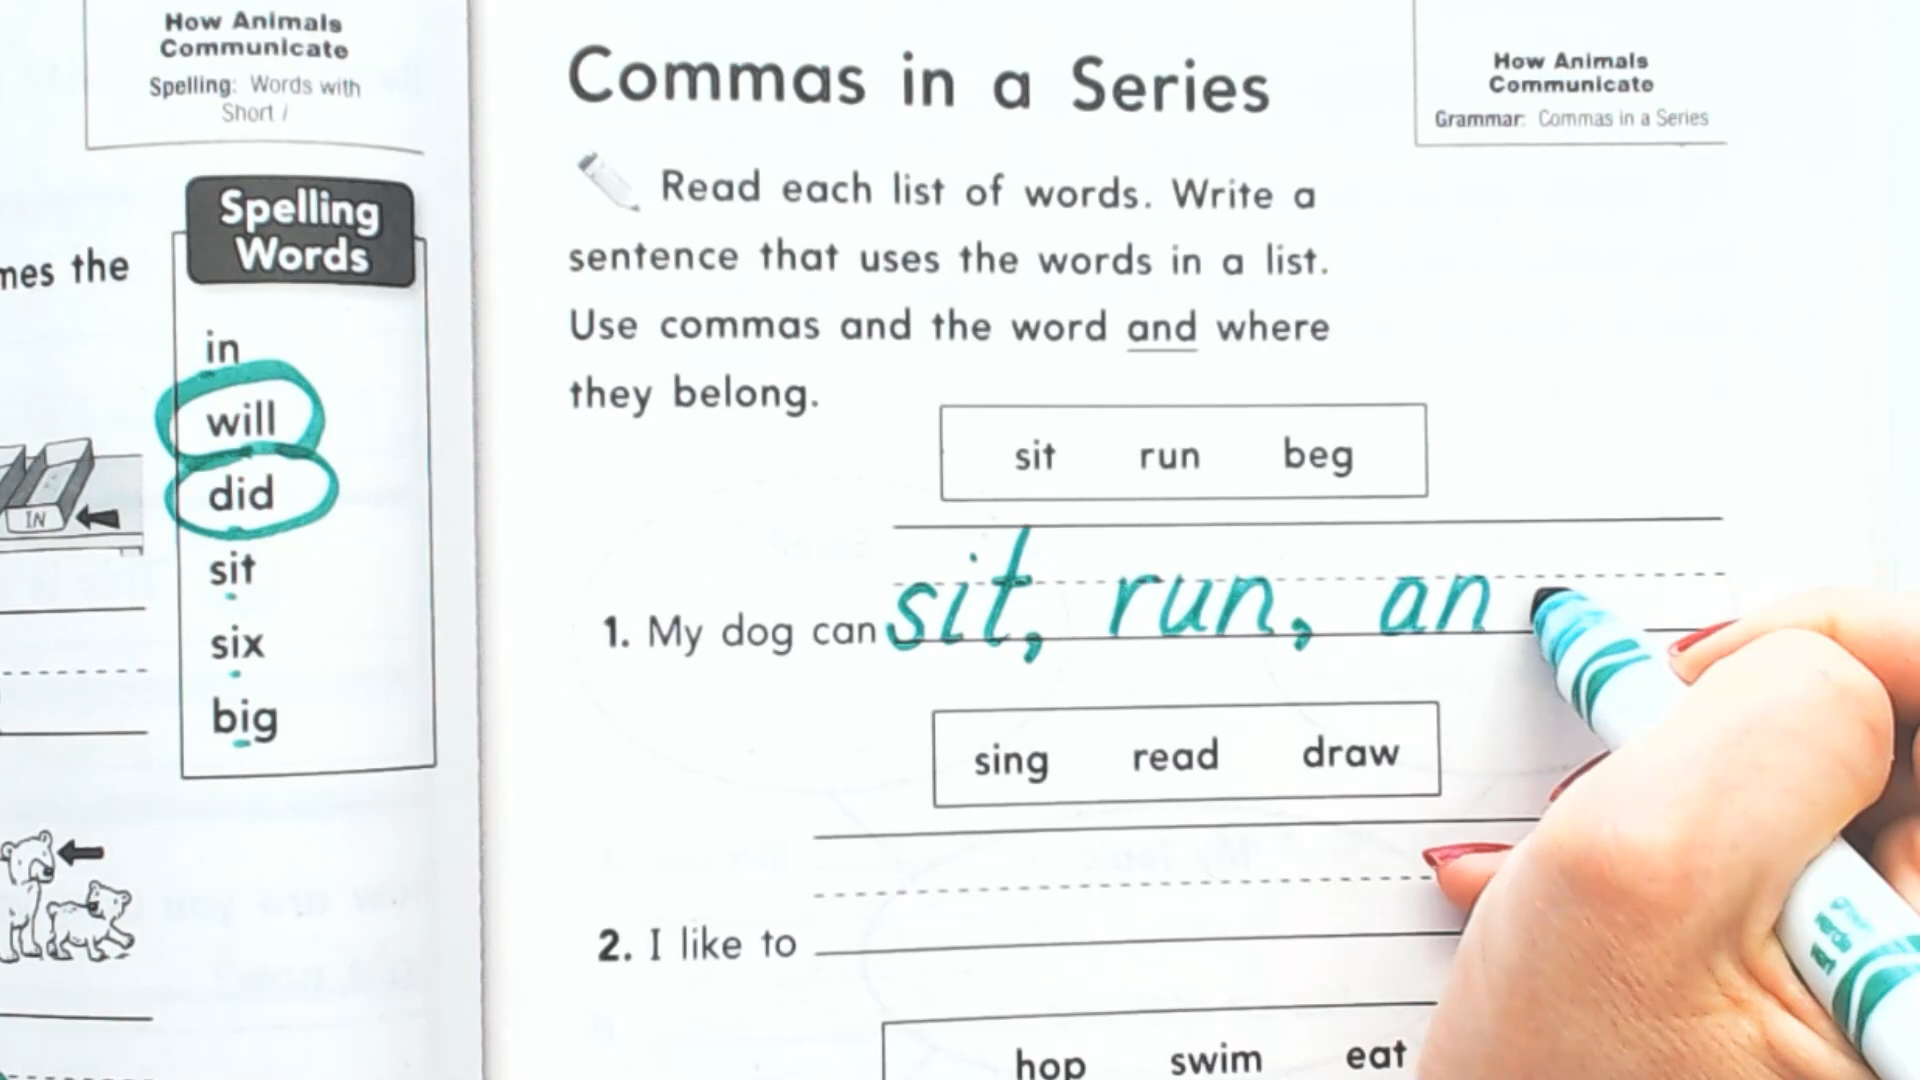 How Animals
Communicate
Spelling: Words with
Short i
Spelling
Words
mes the
in
will
did
sit
six
big
IN
Commas in a Series
How Animals
Communicate
Grammar: Commas in a Series
Read each list of words. Write a
sentence that uses the words in a list.
Use commas and the word and where
they belong.
sit run beg
1. My dog can sit, run, an
sing read draw
2. I like to
hop swim eat